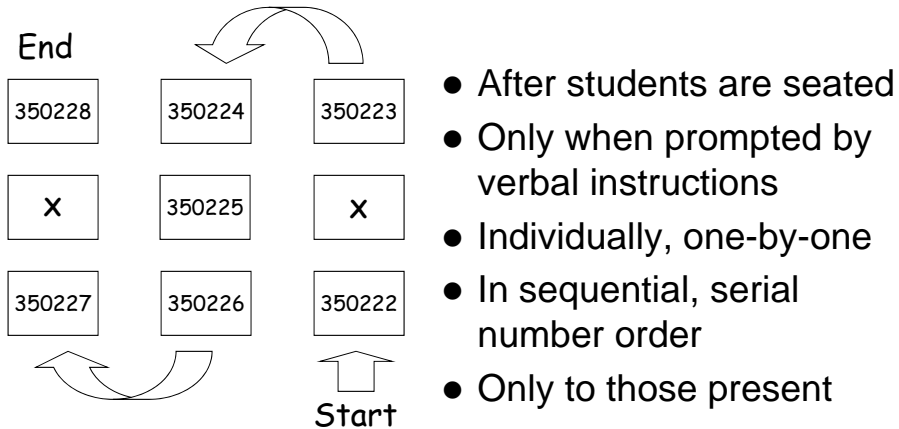 End
350228 350224 350223
x 350225 x
350227 350226 350222
Start
● After students are seated
● Only when prompted by
verbal instructions
● Individually, one-by-one
● In sequential, serial
number order
● Only to those present